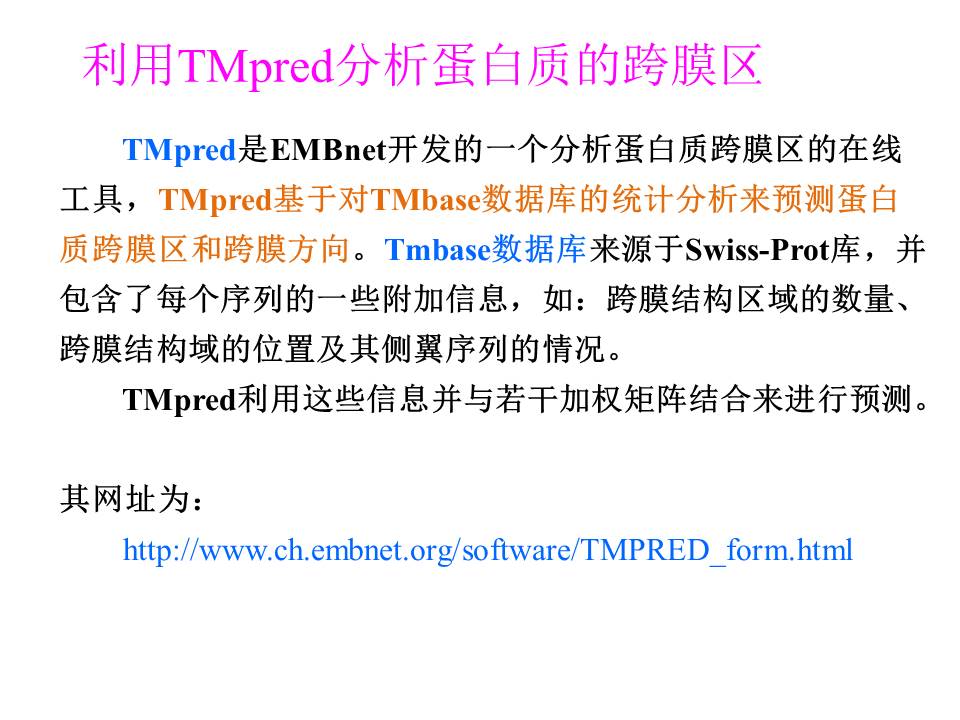 利用TMpred分析蛋白质的跨膜区
TMpred是EMBnet开发的一个分析蛋白质跨膜区的在线
工具，TMpred基于对TMbase数据库的统计分析来预测蛋白
质跨膜区和跨膜方向。Tmbase数据库来源于Swiss-Prot库，并
包含了每个序列的一些附加信息，如：跨膜结构区域的数量、
跨膜结构域的位置及其侧翼序列的情况。
TMpred利用这些信息并与若干加权矩阵结合来进行预测。
其网址为：
http://www.ch.embnet.org/software/TMPRED_form.html